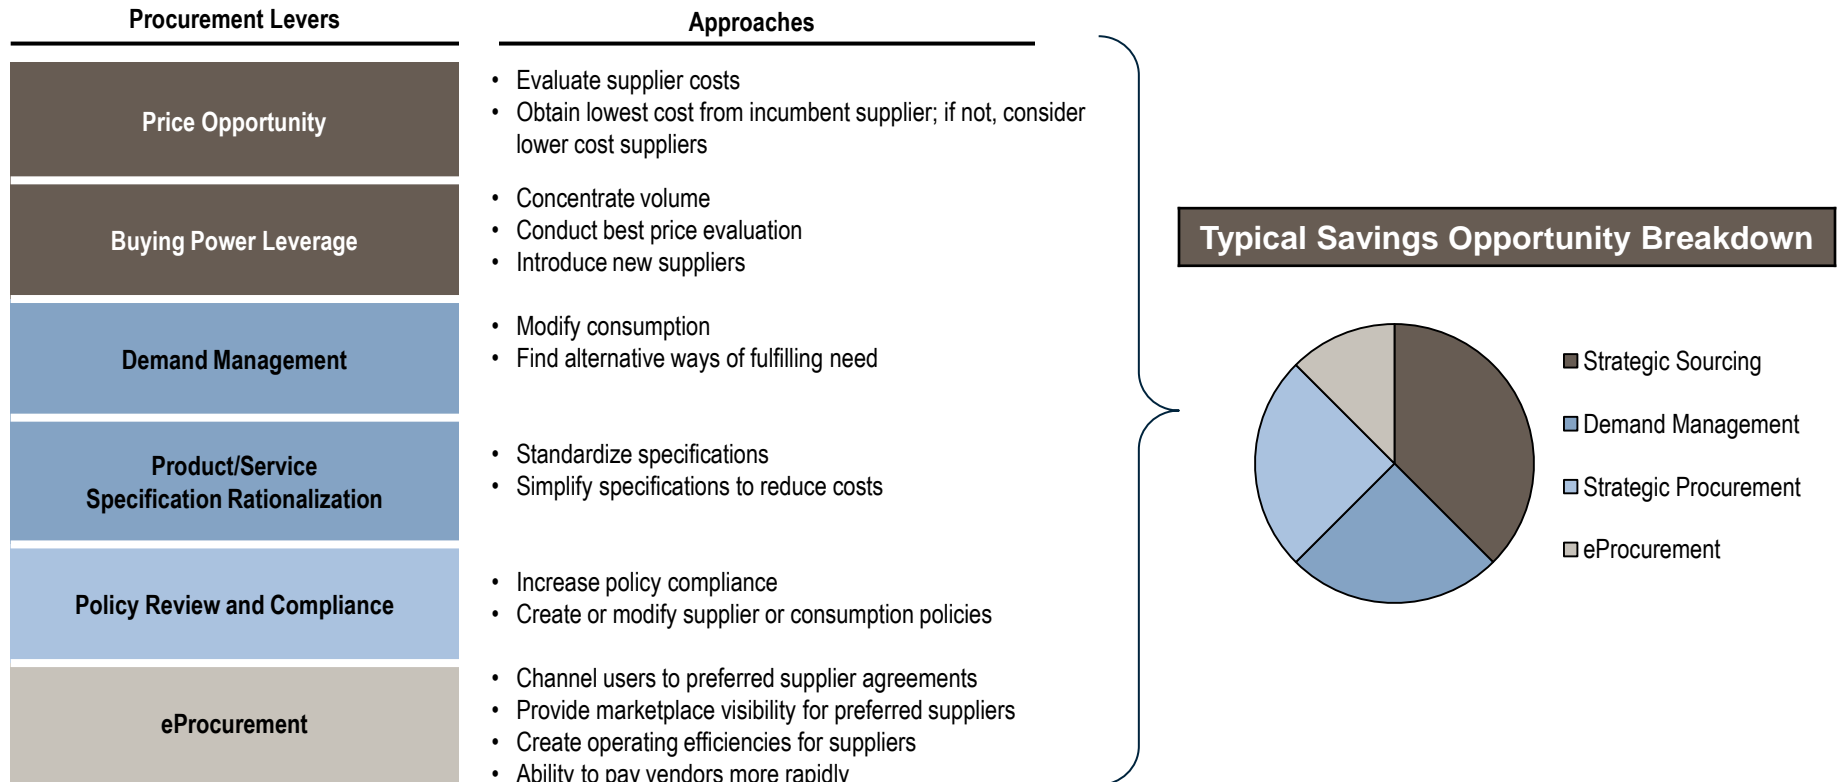 Procurement Levers
Approaches
Price Opportunity
• Evaluate supplier costs
• Obtain lowest cost from incumbent supplier; if not, consider
lower cost suppliers
Buying Power Leverage
• Concentrate volume
• Conduct best price evaluation
• Introduce new suppliers
Demand Management
• Modify consumption
• Find alternative ways of fulfilling need
Product/Service
Specification Rationalization
• Standardize specifications
• Simplify specifications to reduce costs
Policy Review and Compliance
• Increase policy compliance
• Create or modify supplier or consumption policies
eProcurement
• Channel users to preferred supplier agreements
• Provide marketplace visibility for preferred suppliers
• Create operating efficiencies for suppliers
• Ability to pay vendors more rapidly
Typical Savings Opportunity Breakdown
Strategic Sourcing
Demand Management
Strategic Procurement
eProcurement